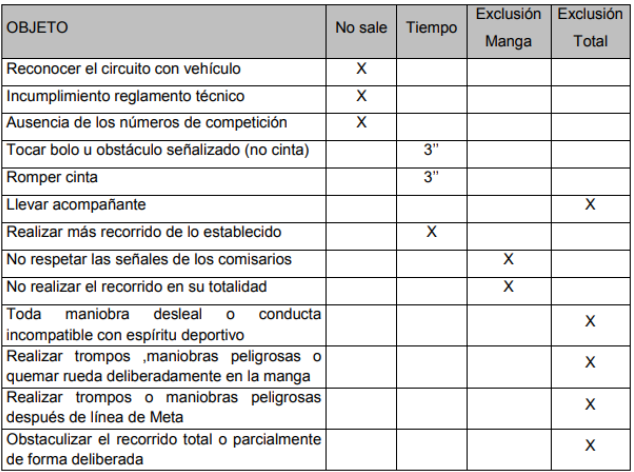 OBJETO No sale Tiempo Exclusión Manga Exclusión Total
Reconocer el circuito con vehículo X
Incumplimiento reglamento técnico X
Ausencia de los números de competición X
Tocar bolo u obstáculo señalizado (no cinta) 3’’
Romper cinta 3’’
Llevar acompañante X
Realizar más recorrido de lo establecido X
No respetar las señales de los comisarios X
No realizar el recorrido en su totalidad X
Toda maniobra desleal o conducta
incompatible con espíritu deportivo X
Realizar trompos ,maniobras peligrosas o
quemar rueda deliberadamente en la manga X
Realizar trompos o maniobras peligrosas
después de línea de Meta X
Obstaculizar el recorrido total o parcialmente
de forma deliberada X